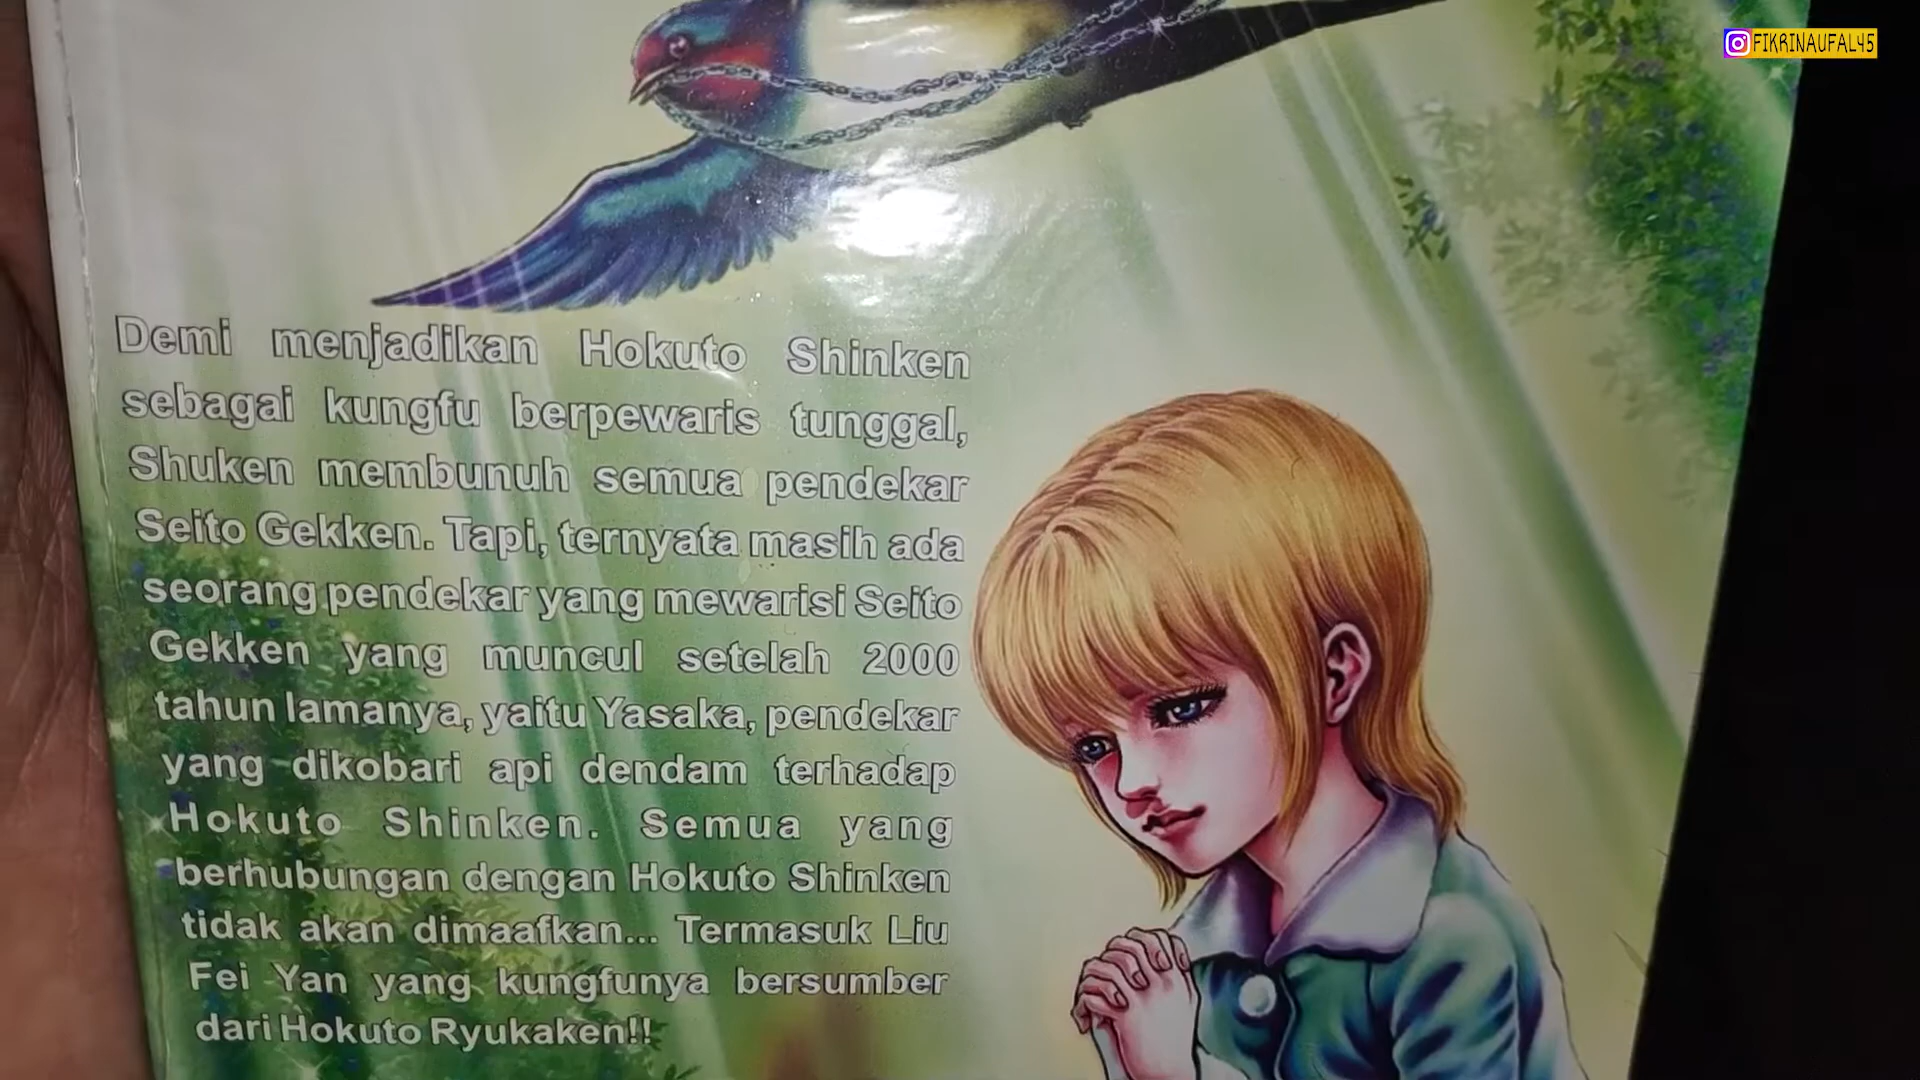 FIKRINAUFAL45
Demi menjadikan Hokuto Shinken
sebagai kungfu berpewaris tunggal,
Shuken membunuh semua pendekar
Seito Gekken. Tapi, ternyata masih ada
seorang pendekar yang mewarisi Seito
Gekken yang muncul setelah 2000
tahun lamanya, yaitu Yasaka, pendekar
yang dikobari api dendam terhadap
Hokuto Shinken. Semua yang
berhubungan dengan Hokuto Shinken
tidak akan dimaafkan... Termasuk Liu
Fei Yan yang kungfunya bersumber
dari Hokuto Ryukaken!!